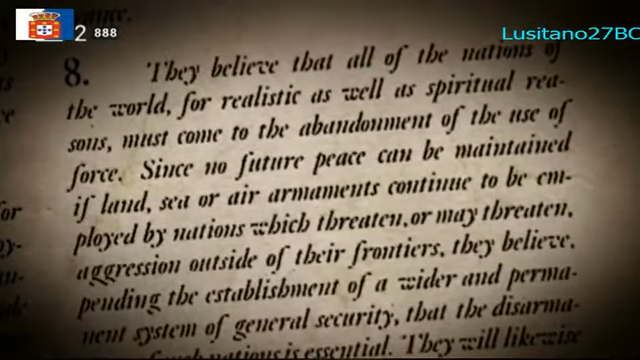 2 888
Lusitano27BC
8. They believe that all of the nations of
the world, for realistic as well as spiritual rea-
sons, must come to the abandonment of the use of
force. Since no future peace can be maintained
if land, sea or air armaments continue to be em-
ployed by nations which threaten, or may threaten,
aggression outside of their frontiers, they believe,
pending the establishment of a wider and perma-
nent system of general security, that the disarma-
such nations is essential. They will likewise